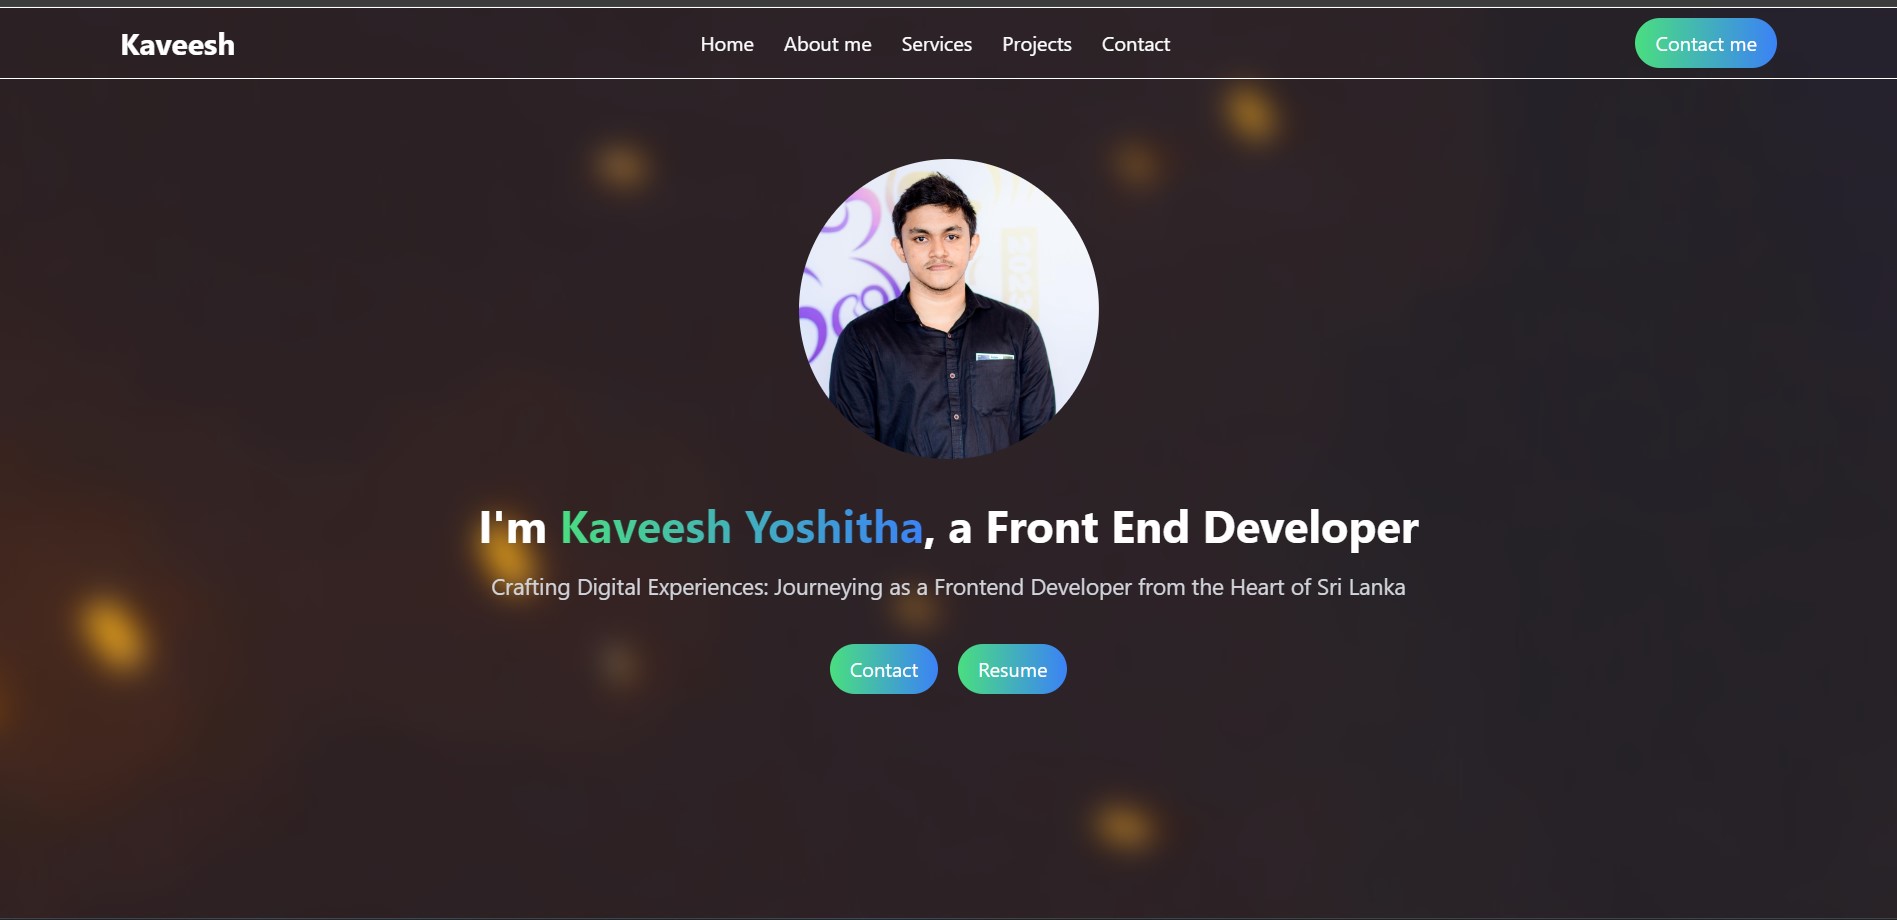 Kaveesh
Home About me Services Projects Contact
Contact me
I'm Kaveesh Yoshitha, a Front End Developer
Crafting Digital Experiences: Journeying as a Frontend Developer from the Heart of Sri Lanka
Contact
Resume